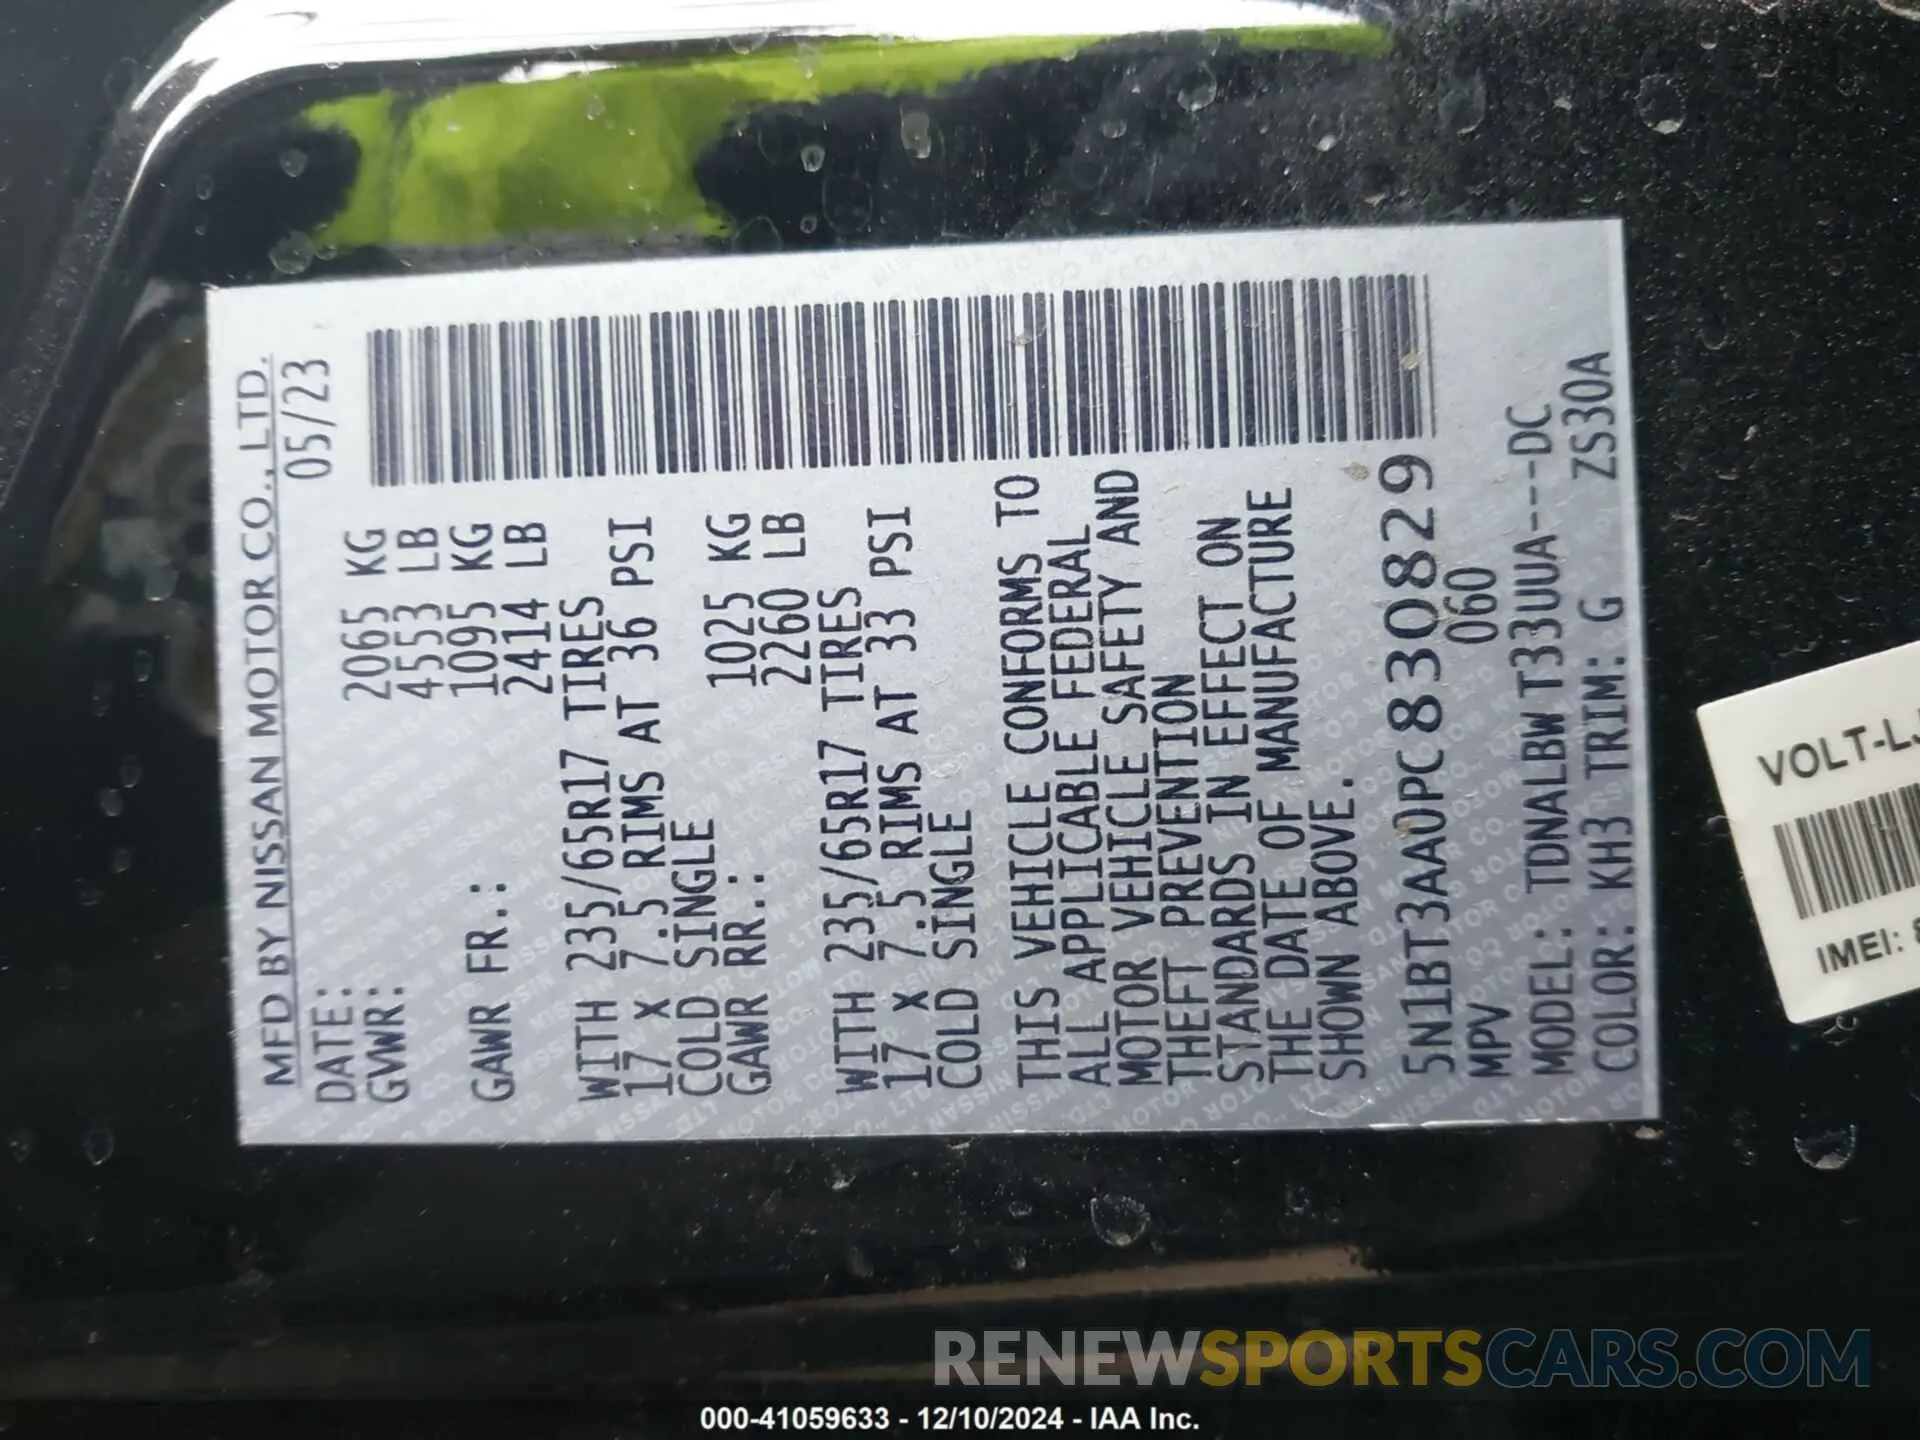 MFD BY NISSAN MOTOR CO., LTD.
DATE: 05/23
GVWR: 2065 KG
4553 LB
GAWR FR.: 1095 KG
2414 LB
WITH 235/65R17 TIRES
17 X 7.5 RIMS AT 36 PSI
COLD SINGLE
GAWR RR.: 1025 KG
2260 LB
WITH 235/65R17 TIRES
17 X 7.5 RIMS AT 33 PSI
COLD SINGLE
THIS VEHICLE CONFORMS TO
ALL APPLICABLE FEDERAL
MOTOR VEHICLE SAFETY AND
THEFT PREVENTION
STANDARDS IN EFFECT ON
THE DATE OF MANUFACTURE
SHOWN ABOVE.
5N1BT3AA0PC830829
MPV 060
MODEL: TDNALBW T33UUA---DC
COLOR: KH3 TRIM: G ZS30A
VOLT-LJ
IMEI: 8
RENEWSPORTSCARS.COM
000-41059633 - 12/10/2024 - IAA Inc.